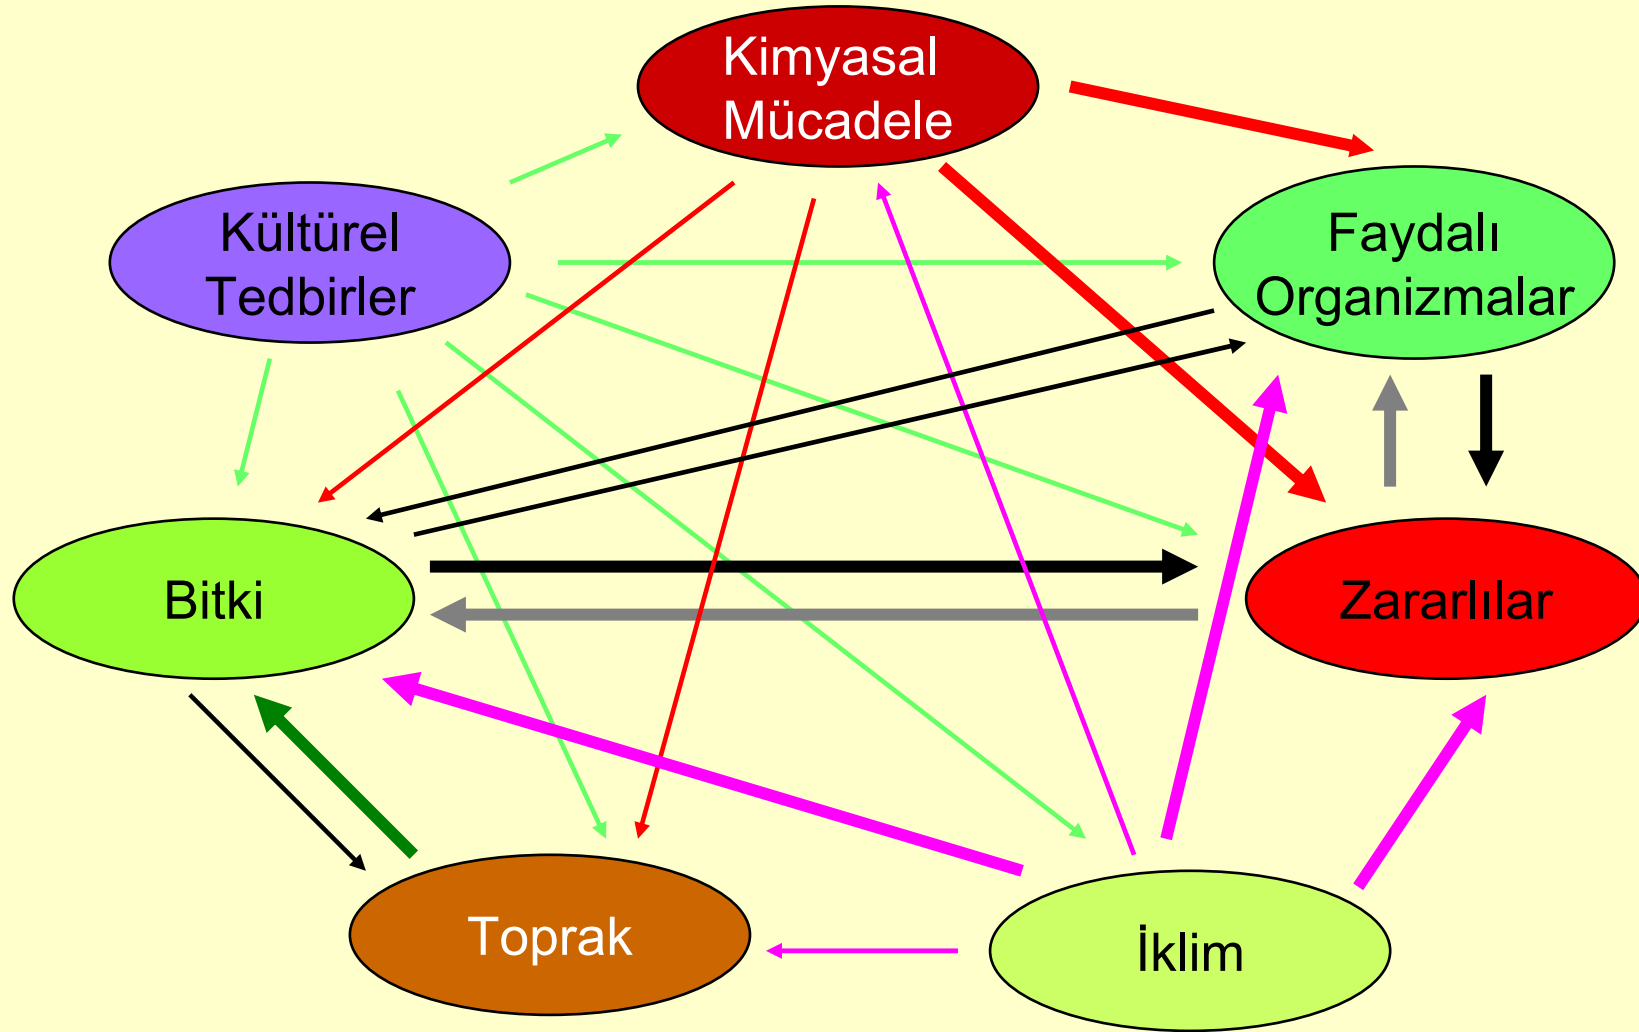 Kimyasal
Mücadele
Kültürel
Tedbirler
Faydalı
Organizmalar
Bitki
Zararlılar
Toprak
İklim